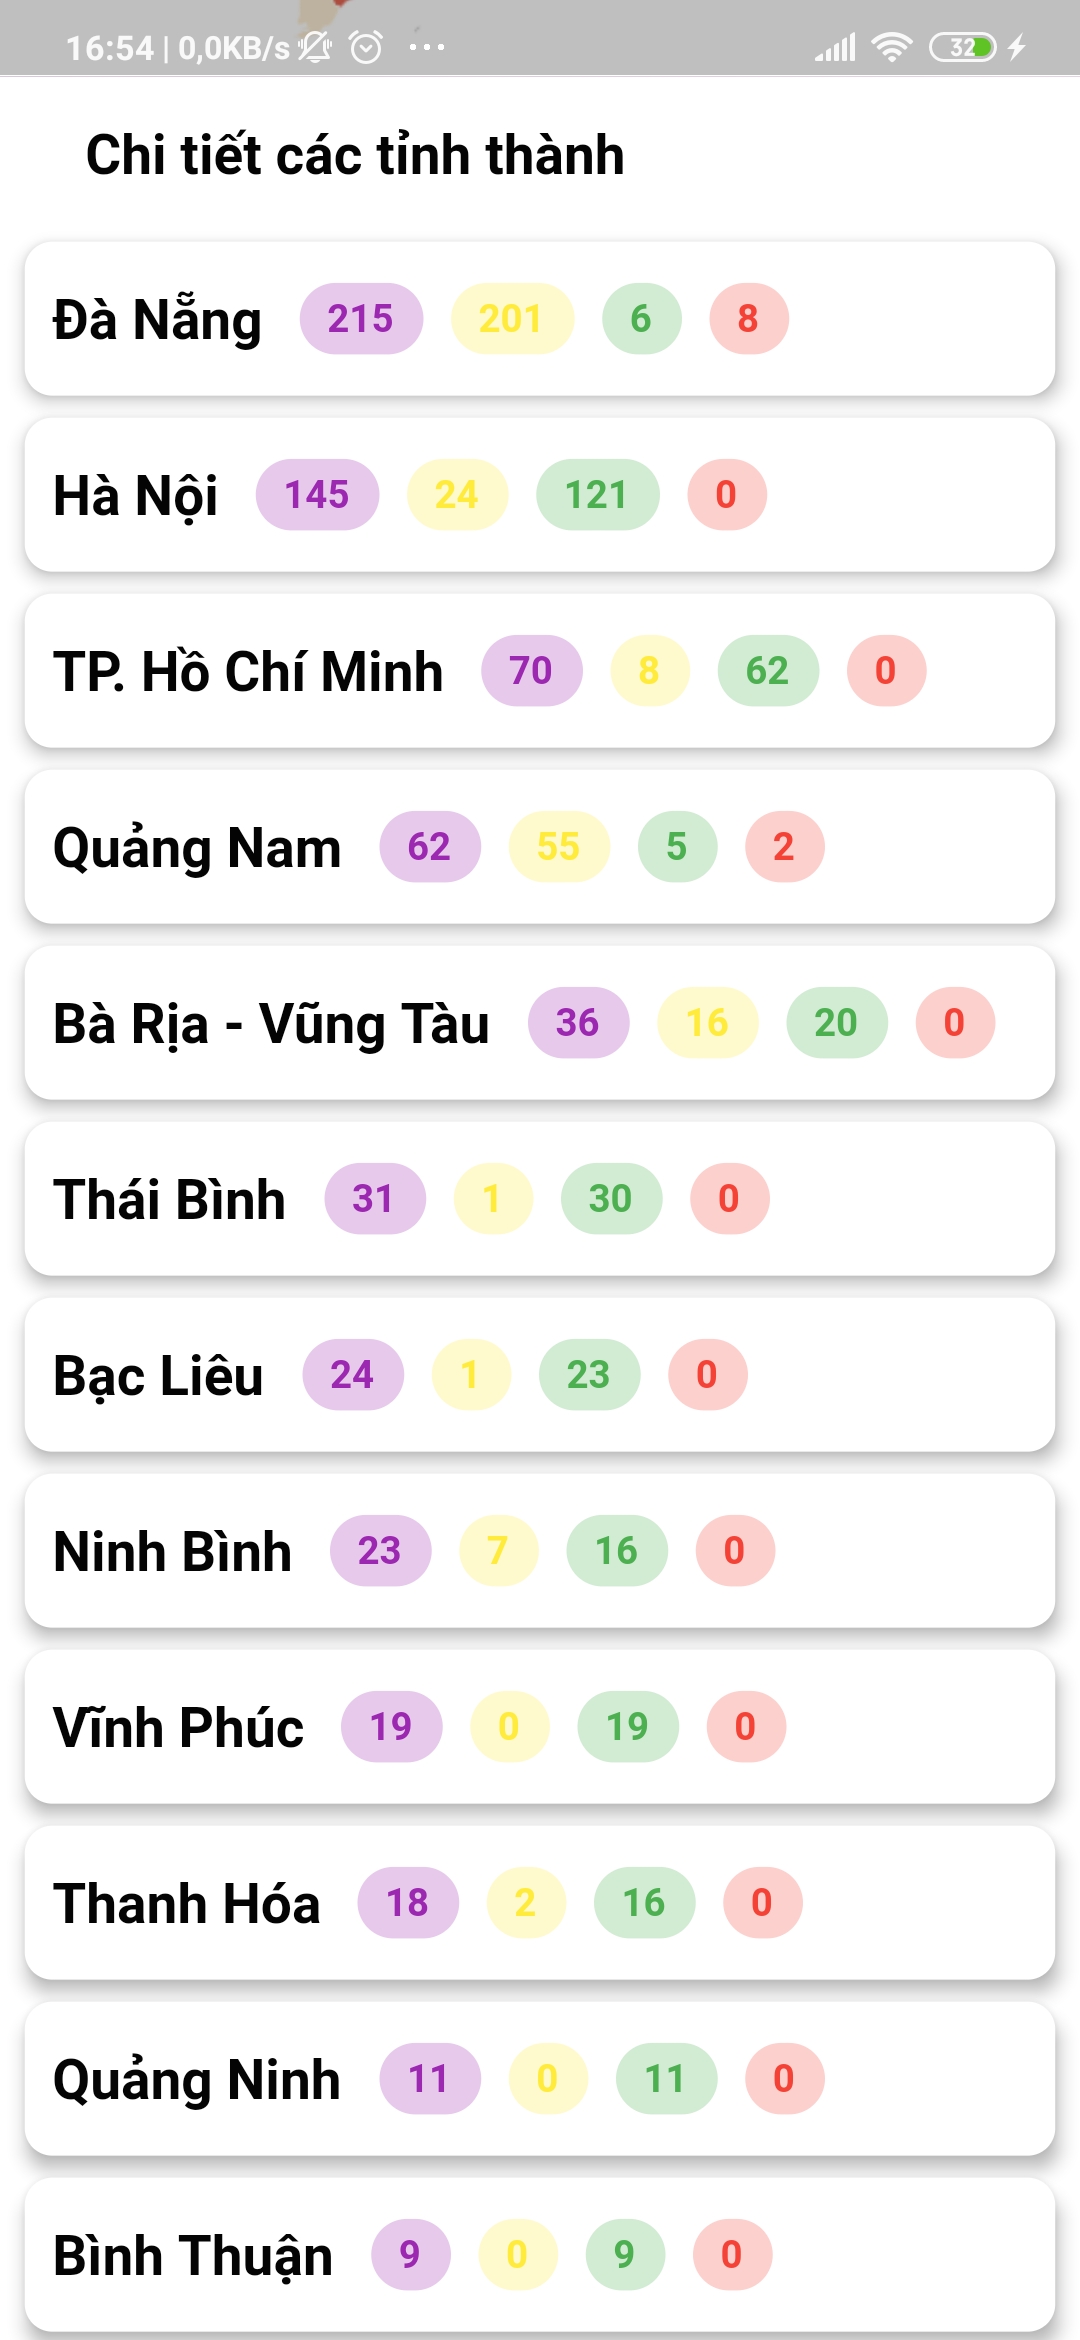 16:54 | 0,0KB/s 32
Chi tiết các tỉnh thành
Đà Nẵng 215 201 6 8
Hà Nội 145 24 121 0
TP. Hồ Chí Minh 70 8 62 0
Quảng Nam 62 55 5 2
Bà Rịa - Vũng Tàu 36 16 20 0
Thái Bình 31 1 30 0
Bạc Liêu 24 1 23 0
Ninh Bình 23 7 16 0
Vĩnh Phúc 19 0 19 0
Thanh Hóa 18 2 16 0
Quảng Ninh 11 0 11 0
Bình Thuận 9 0 9 0